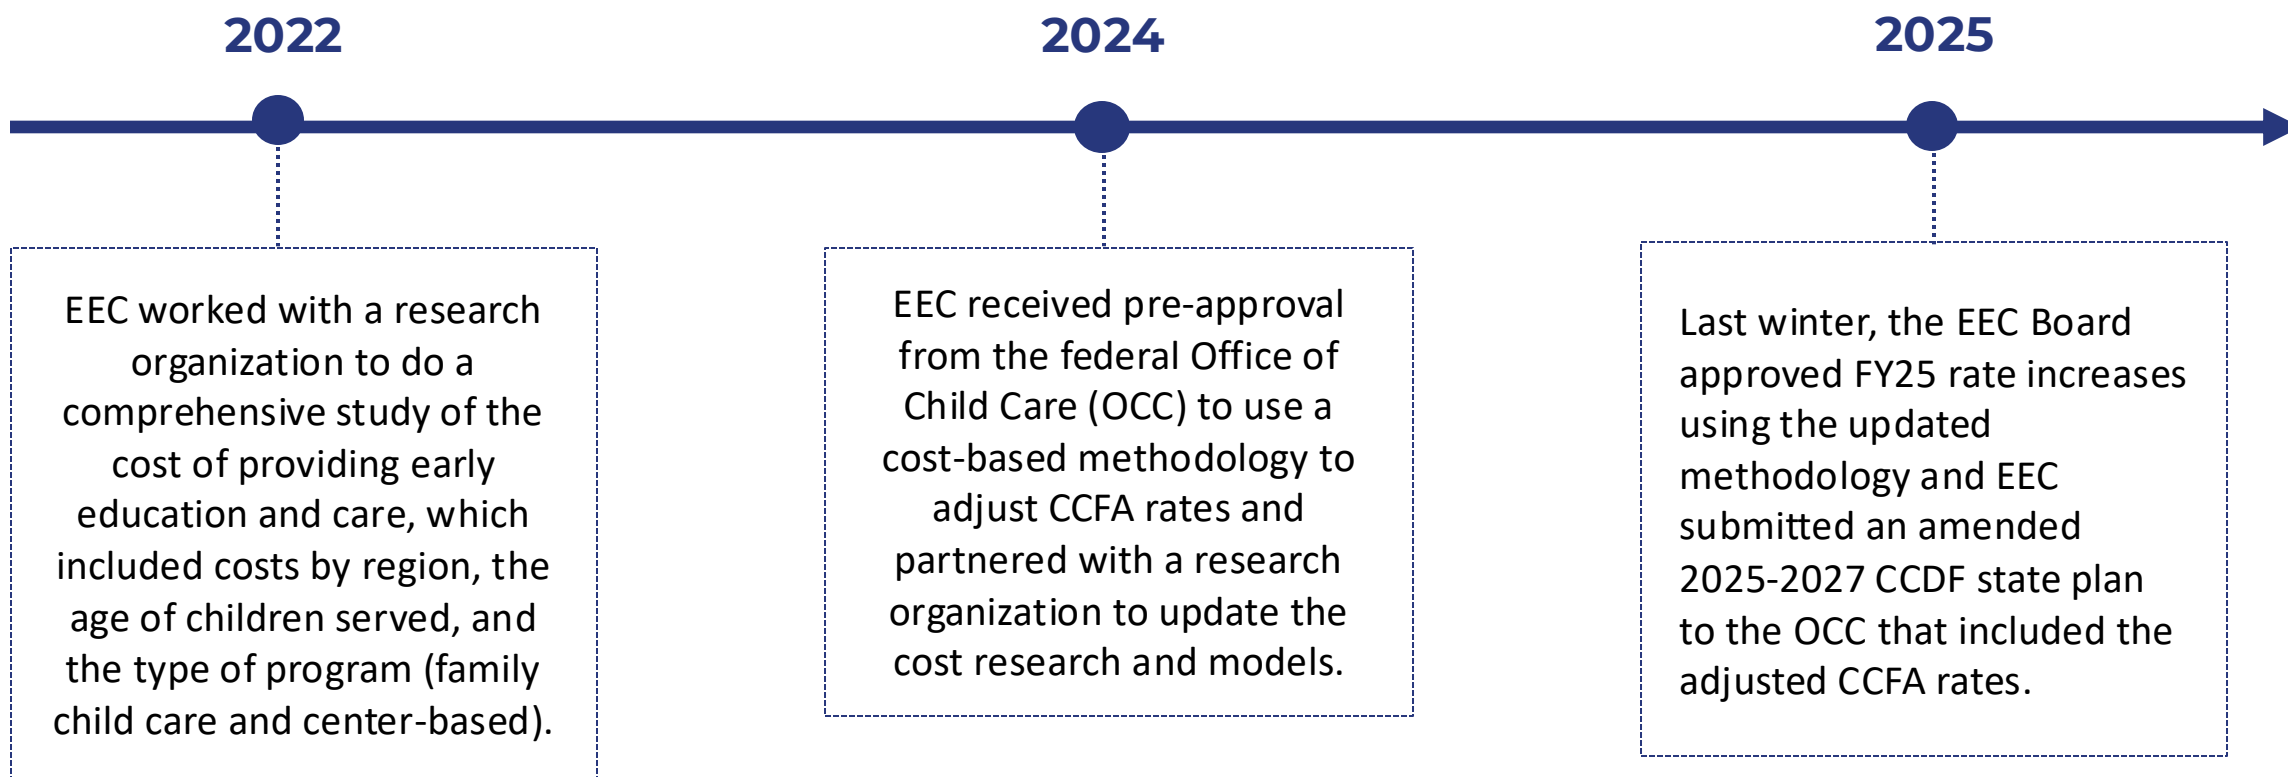 2022
EEC worked with a research
organization to do a
comprehensive study of the
cost of providing early
education and care, which
included costs by region, the
age of children served, and
the type of program (family
child care and center-based).
2024
EEC received pre-approval
from the federal Office of
Child Care (OCC) to use a
cost-based methodology to
adjust CCFA rates and
partnered with a research
organization to update the
cost research and models.
2025
Last winter, the EEC Board
approved FY25 rate increases
using the updated
methodology and EEC
submitted an amended
2025-2027 CCDF state plan
to the OCC that included the
adjusted CCFA rates.